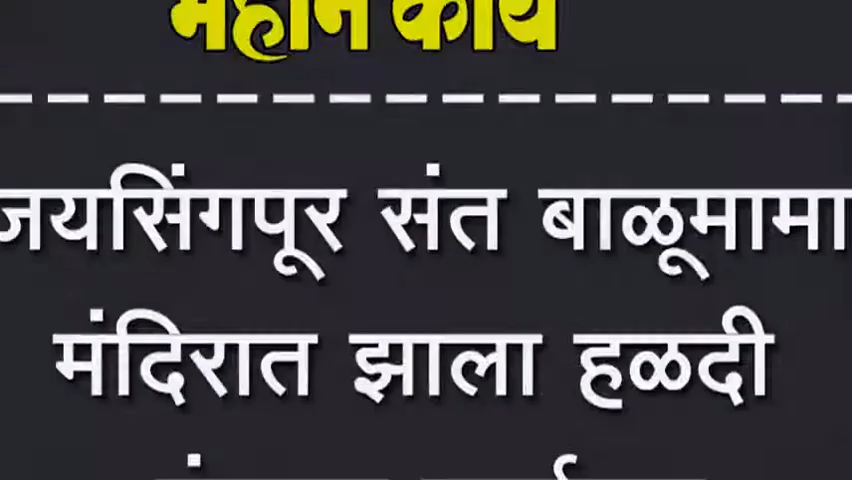 महान कार्य
जयसिंगपूर संत बाळूमामा
मंदिरात झाला हळदी